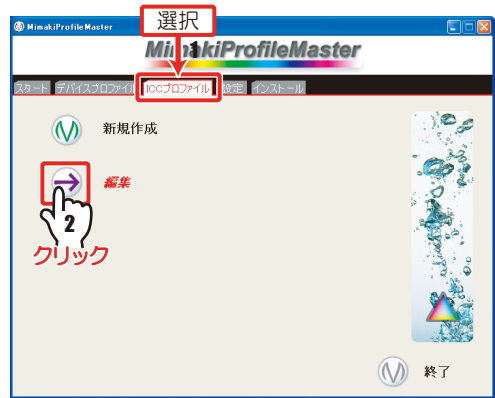 選択
MimakiProfileMaster
1
MimakiProfileMaster
スタート デバイスプロファイル ICCプロファイル 設定 インストール
新規作成
編集
2
クリック
終了